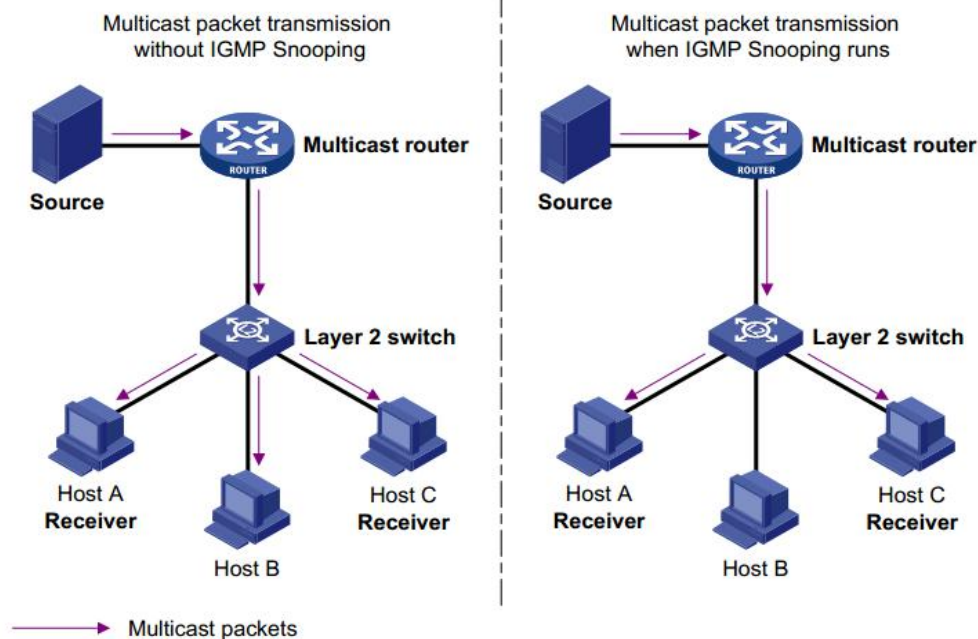 Multicast packet transmission
without IGMP Snooping
Multicast router
ROUTER
Source
Layer 2 switch
Host A
Receiver
Host C
Receiver
Host B
Multicast packet transmission
when IGMP Snooping runs
Multicast router
ROUTER
Source
Layer 2 switch
Host A
Receiver
Host C
Receiver
Host B
Multicast packets